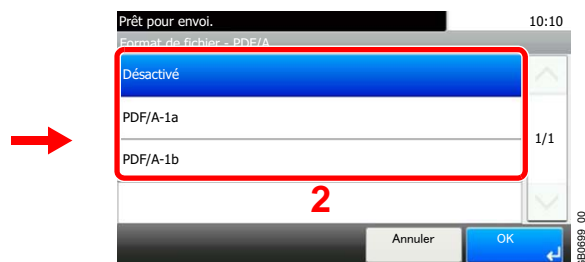 Prêt pour envoi. 10:10
Format de fichier - PDF/A
Désactivé
PDF/A-1a
1/1
PDF/A-1b
2
Annuler OK